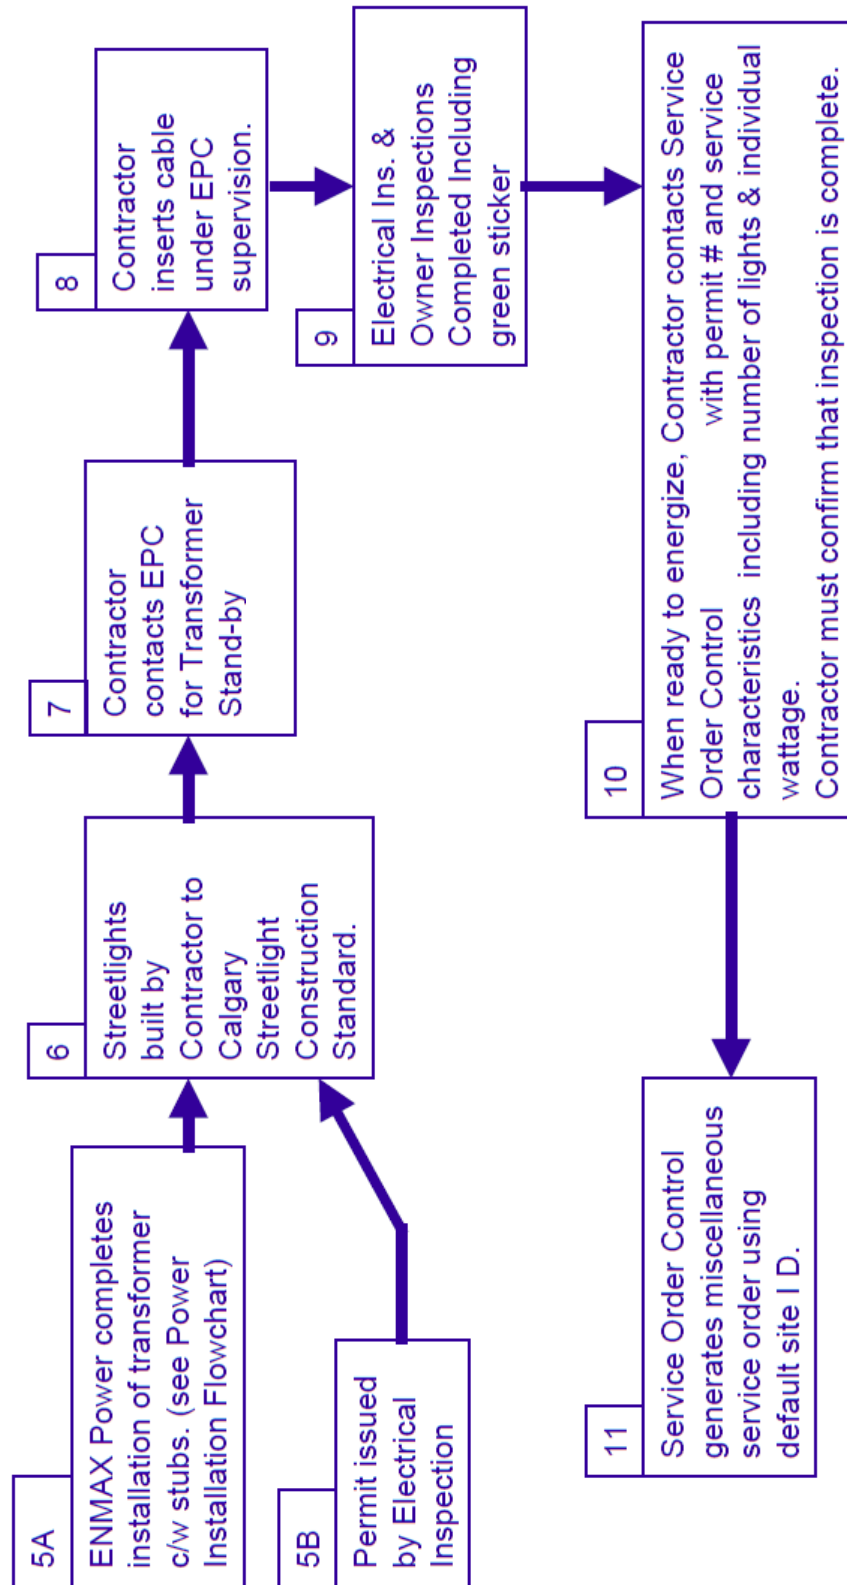 5A
ENMAX Power completes
installation of transformer
c/w stubs. (see Power
Installation Flowchart)
5B
Permit issued
by Electrical
Inspection
6
Streetlights
built by
Contractor to
Calgary
Streetlight
Construction
Standard.
7
Contractor
contacts EPC
for Transformer
Stand-by
8
Contractor
inserts cable
under EPC
supervision.
9
Electrical Ins. &
Owner Inspections
Completed Including
green sticker
10
When ready to energize, Contractor contacts Service
Order Control with permit # and service
characteristics including number of lights & individual
wattage.
Contractor must confirm that inspection is complete.
11
Service Order Control
generates miscellaneous
service order using
default site I D.